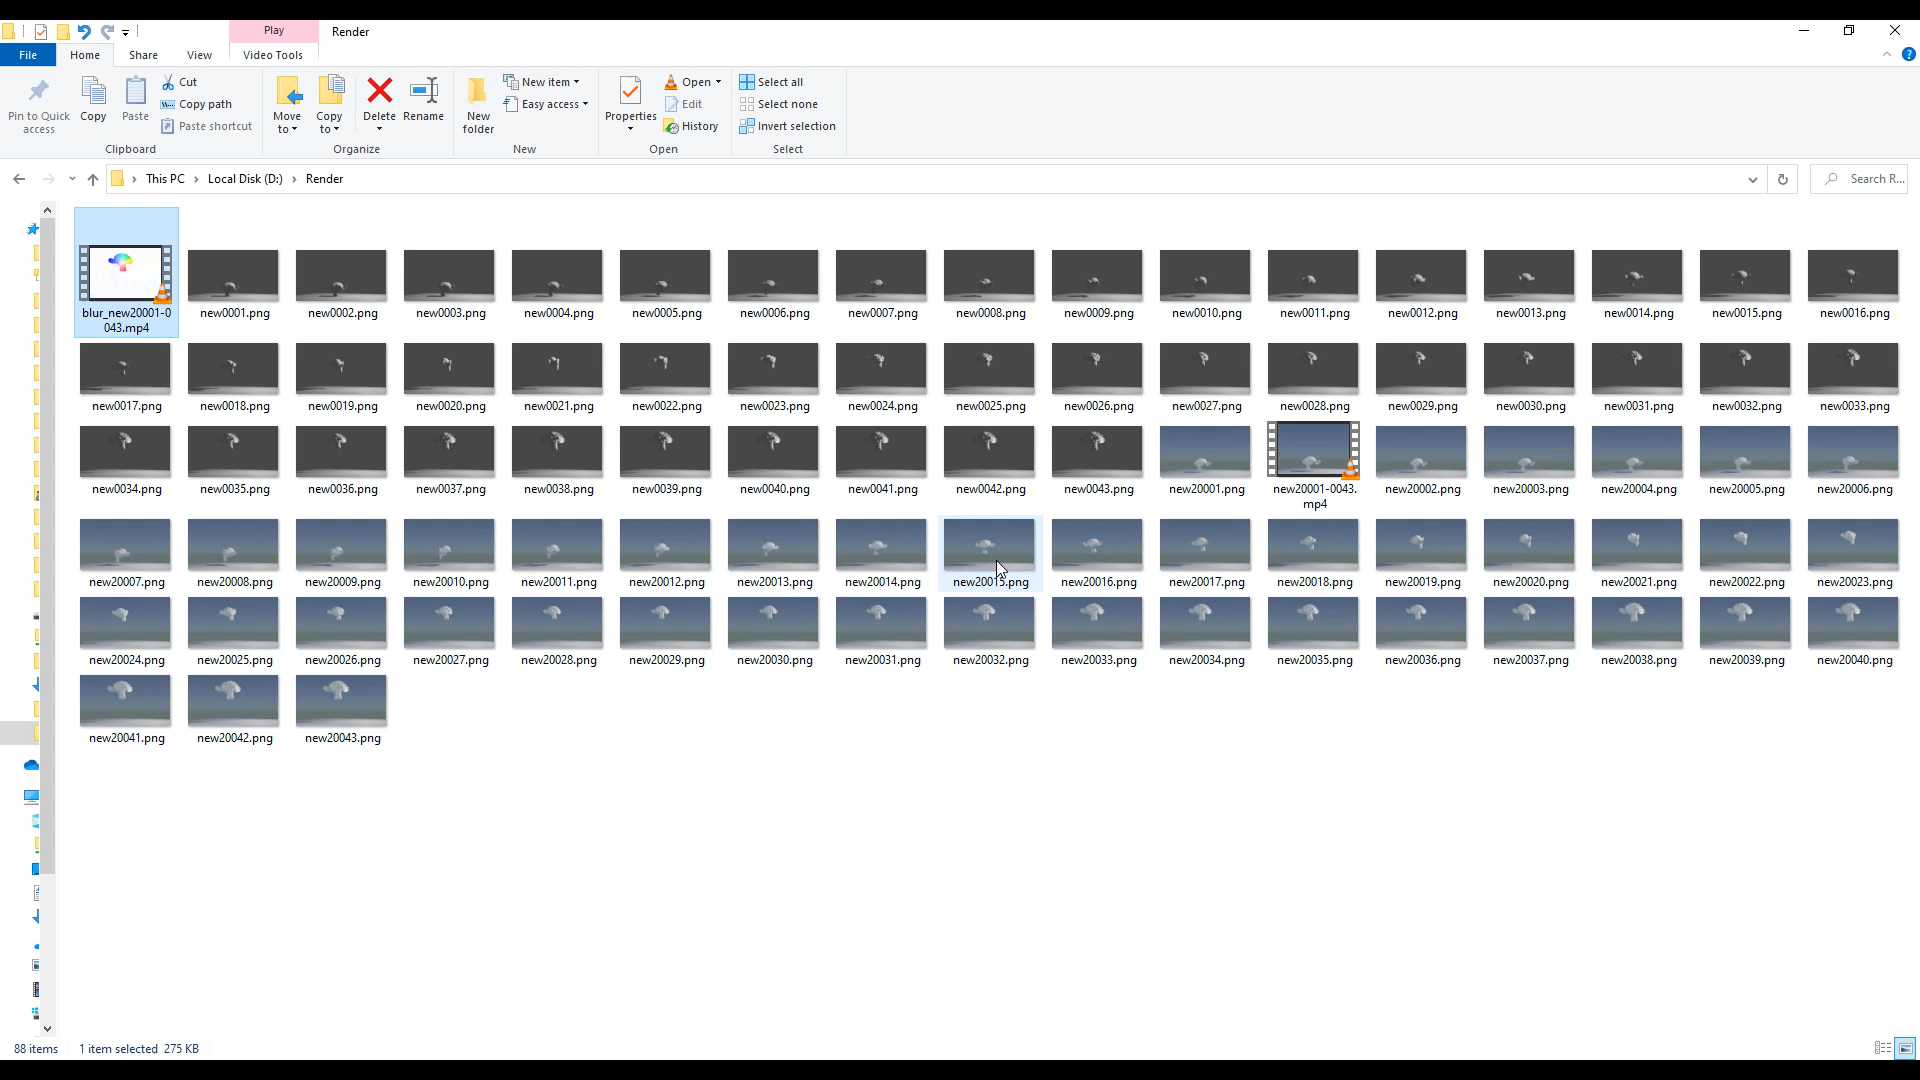 Play Render
File Home Share View Video Tools
Pin to Quick access Copy Paste Cut Copy path Paste shortcut
Move to Copy to Delete Rename
New folder New item Easy access
Properties Open Edit History
Select all Select none Invert selection
Clipboard Organize New Open Select
This PC Local Disk (D:) Render Search R...
blur_new20001-0 new0001.png new0002.png new0003.png new0004.png new0005.png new0006.png new0007.png new0008.png new0009.png new0010.png new0011.png new0012.png new0013.png new0014.png new0015.png new0016.png
043.mp4
new0017.png new0018.png new0019.png new0020.png new0021.png new0022.png new0023.png new0024.png new0025.png new0026.png new0027.png new0028.png new0029.png new0030.png new0031.png new0032.png new0033.png
new0034.png new0035.png new0036.png new0037.png new0038.png new0039.png new0040.png new0041.png new0042.png new0043.png new20001.png new20001-0043. new20002.png new20003.png new20004.png new20005.png new20006.png
mp4
new20007.png new20008.png new20009.png new20010.png new20011.png new20012.png new20013.png new20014.png new20015.png new20016.png new20017.png new20018.png new20019.png new20020.png new20021.png new20022.png new20023.png
new20024.png new20025.png new20026.png new20027.png new20028.png new20029.png new20030.png new20031.png new20032.png new20033.png new20034.png new20035.png new20036.png new20037.png new20038.png new20039.png new20040.png
new20041.png new20042.png new20043.png
88 items 1 item selected 275 KB